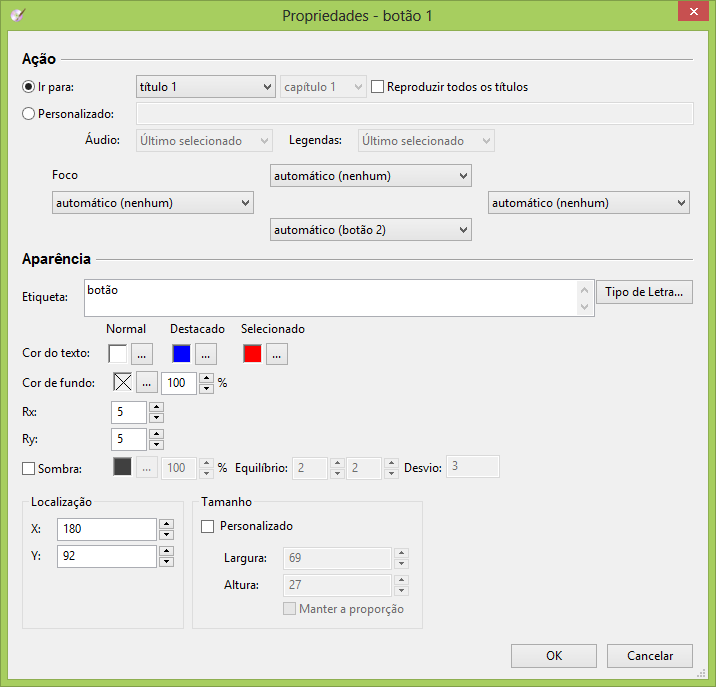 Propriedades - botão 1
Ação
Ir para: título 1 capítulo 1 Reproduzir todos os títulos
Personalizado:
Áudio: Último selecionado Legendas: Último selecionado
Foco
automático (nenhum)
automático (nenhum) automático (nenhum)
automático (botão 2)
Aparência
Etiqueta: botão Tipo de Letra...
Normal Destacado Selecionado
Cor do texto: ... ... ...
Cor de fundo: ... 100 %
Rx: 5
Ry: 5
Sombra: ... 100 % Equilíbrio: 2 2 Desvio: 3
Localização
X: 180
Y: 92
Tamanho
Personalizado
Largura: 69
Altura: 27
Manter a proporção
OK Cancelar